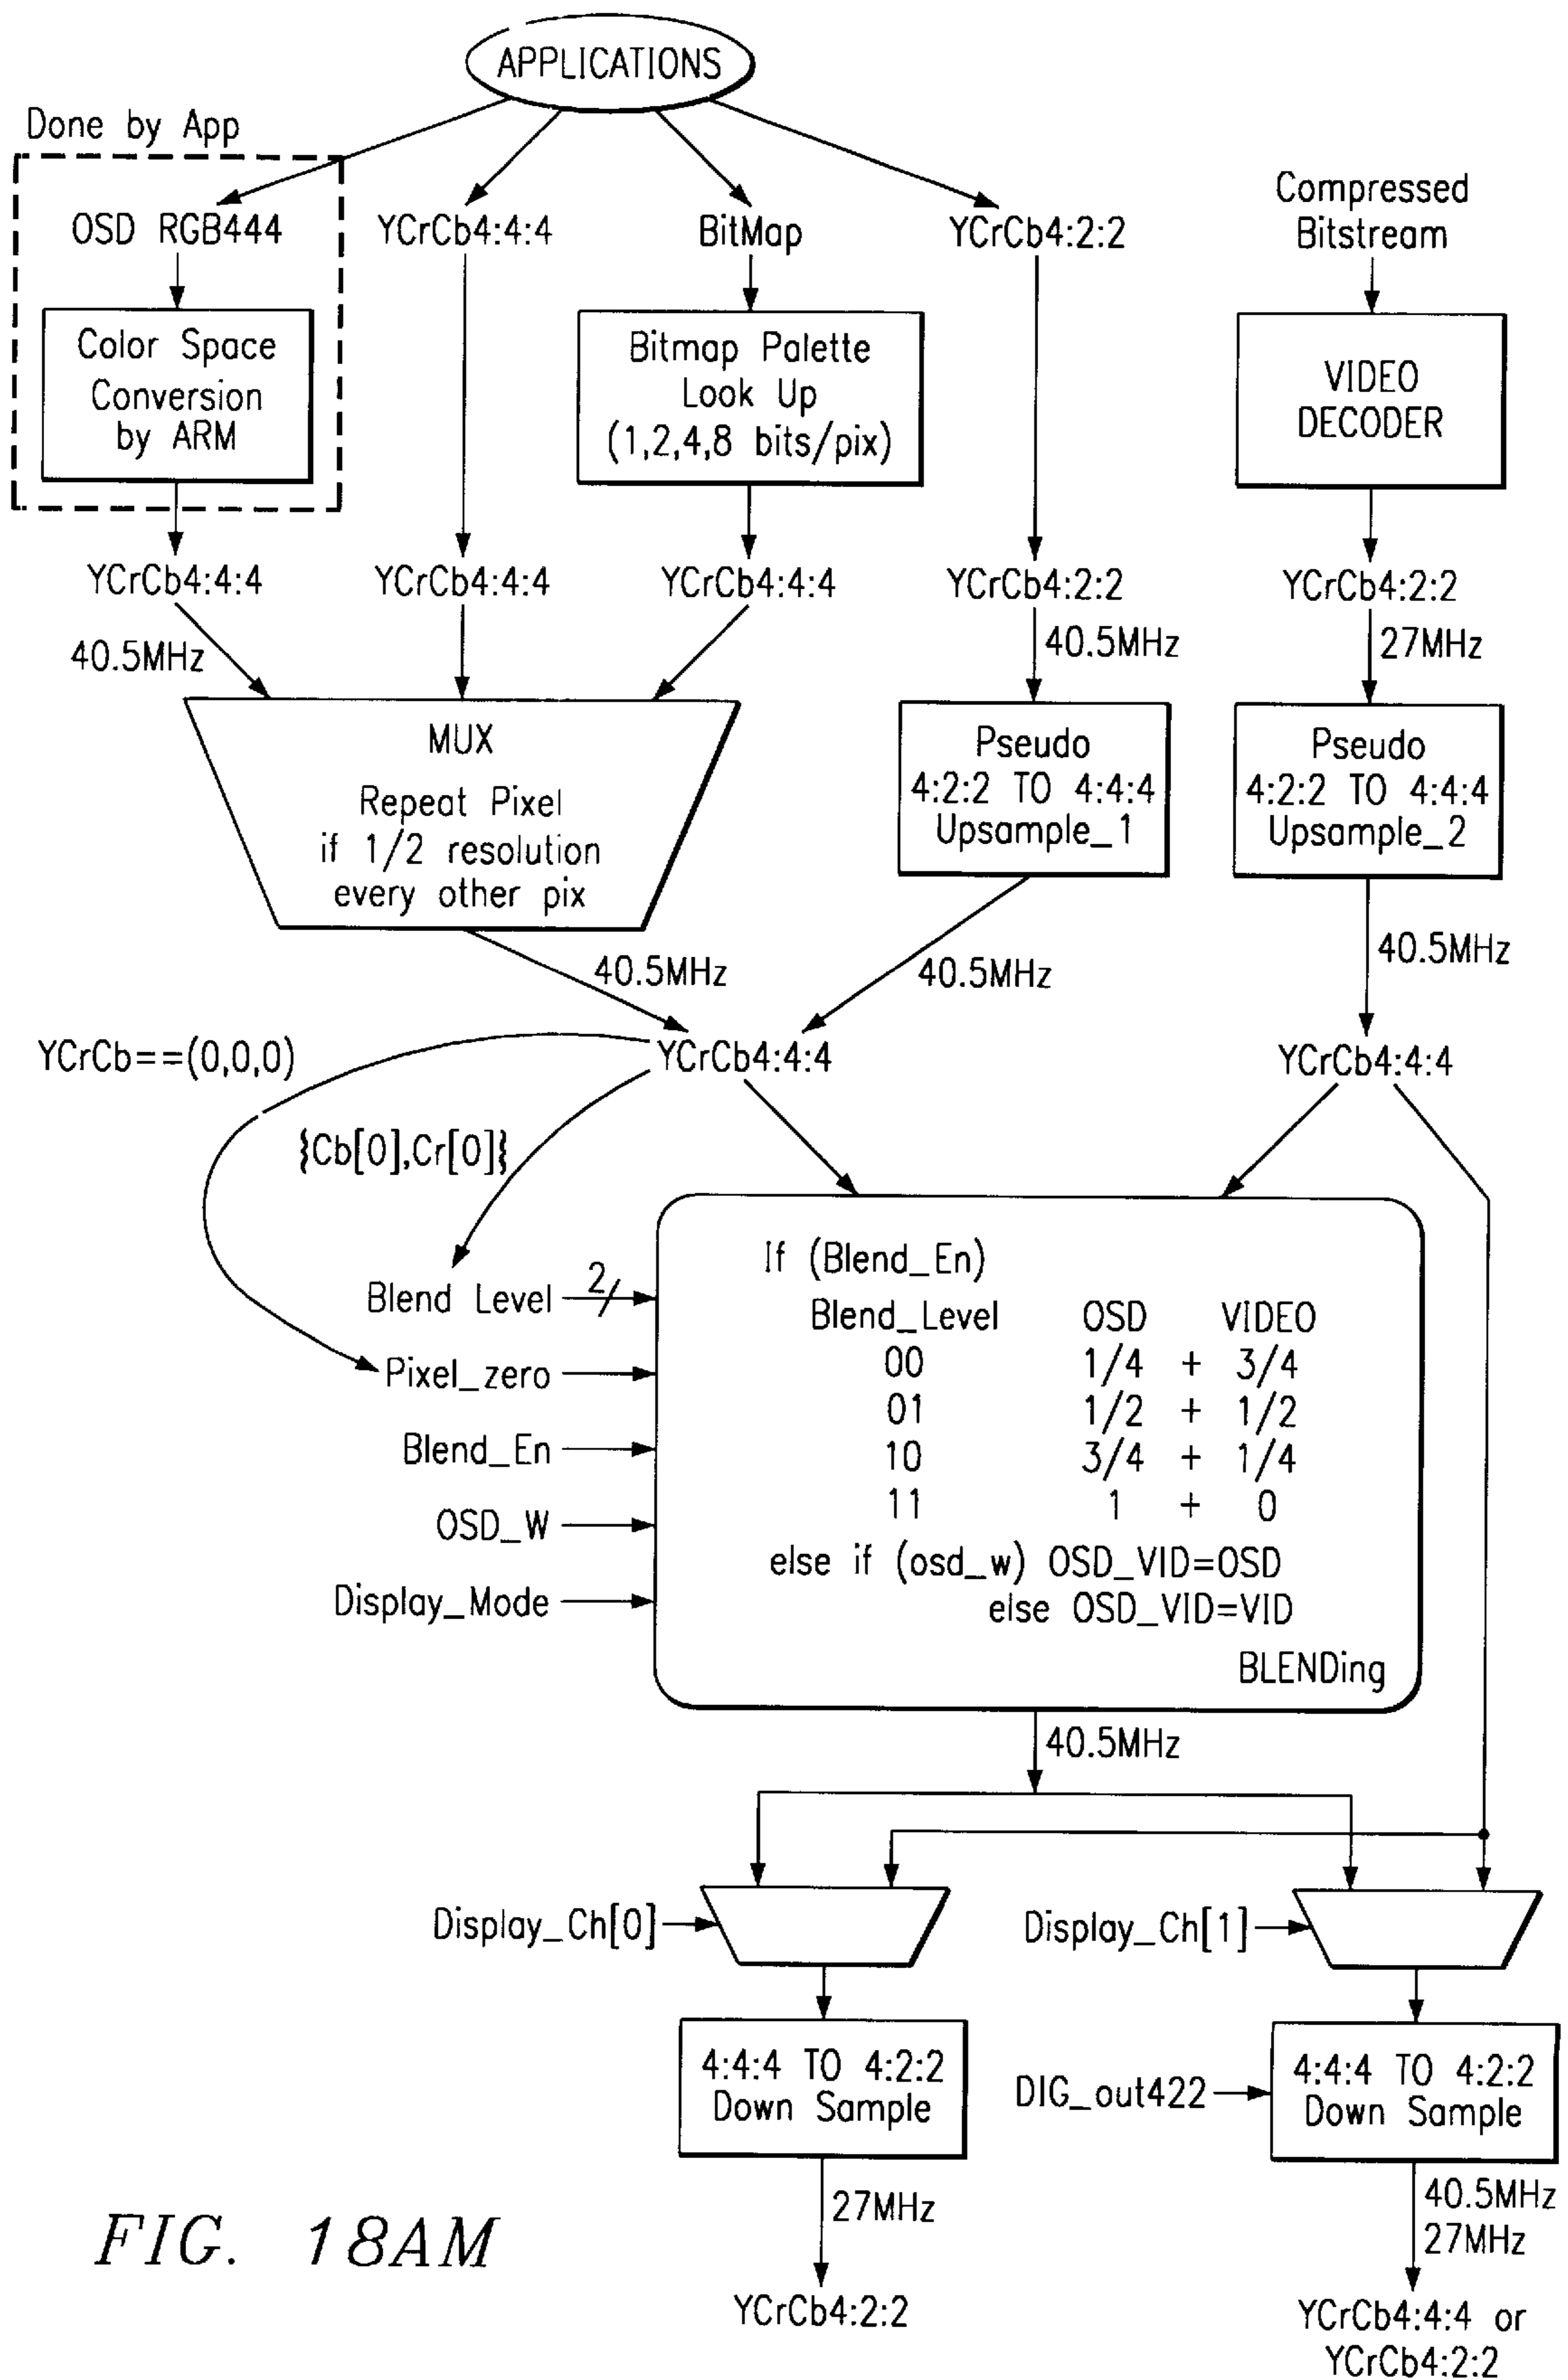 APPLICATIONS
Done by App
OSD RGB444
YCrCb4:4:4
BitMap
YCrCb4:2:2
Compressed
Bitstream
Color Space
Conversion
by ARM
Bitmap Palette
Look Up
(1,2,4,8 bits/pix)
VIDEO
DECODER
YCrCb4:4:4
YCrCb4:4:4
YCrCb4:4:4
YCrCb4:2:2
YCrCb4:2:2
40.5MHz
40.5MHz
27MHz
MUX
Repeat Pixel
if 1/2 resolution
every other pix
Pseudo
4:2:2 TO 4:4:4
Upsample_1
Pseudo
4:2:2 TO 4:4:4
Upsample_2
40.5MHz
40.5MHz
40.5MHz
YCrCb==(0,0,0)
YCrCb4:4:4
YCrCb4:4:4
{Cb[0],Cr[0]}
Blend Level
2/
Pixel_zero
Blend_En
OSD_W
Display_Mode
If (Blend_En)
Blend_Level OSD VIDEO
00 1/4 + 3/4
01 1/2 + 1/2
10 3/4 + 1/4
11 1 + 0
else if (osd_w) OSD_VID=OSD
else OSD_VID=VID
BLENDing
40.5MHz
Display_Ch[0]
Display_Ch[1]
4:4:4 TO 4:2:2
Down Sample
DIG_out422
4:4:4 TO 4:2:2
Down Sample
27MHz
40.5MHz
27MHz
YCrCb4:2:2
YCrCb4:4:4 or
YCrCb4:2:2
FIG. 18AM